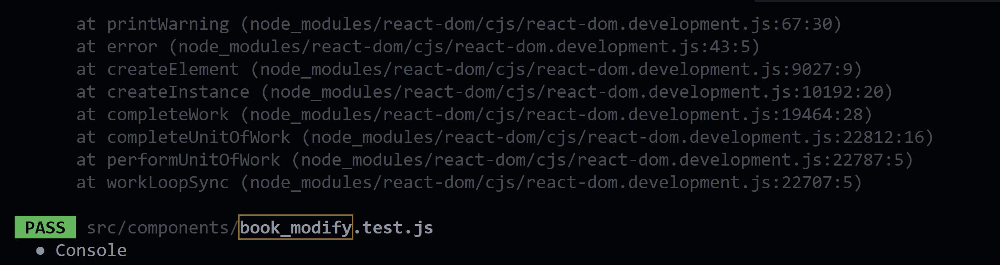 at printWarning (node_modules/react-dom/cjs/react-dom.development.js:67:30)
at error (node_modules/react-dom/cjs/react-dom.development.js:43:5)
at createElement (node_modules/react-dom/cjs/react-dom.development.js:9027:9)
at createInstance (node_modules/react-dom/cjs/react-dom.development.js:10192:20)
at completeWork (node_modules/react-dom/cjs/react-dom.development.js:19464:28)
at completeUnitOfWork (node_modules/react-dom/cjs/react-dom.development.js:22812:16)
at performUnitOfWork (node_modules/react-dom/cjs/react-dom.development.js:22787:5)
at workLoopSync (node_modules/react-dom/cjs/react-dom.development.js:22707:5)
PASS src/components/book_modify.test.js
● Console